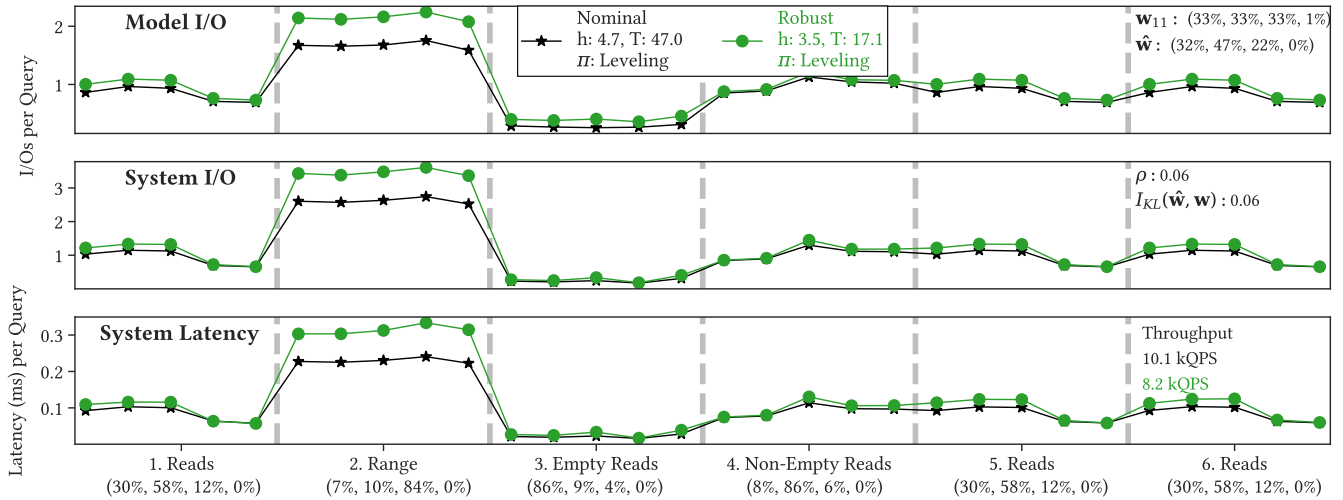 Model I/O
Nominal
h: 4.7, T: 47.0
π: Leveling
Robust
h: 3.5, T: 17.1
π: Leveling
w₁₁ : (33%, 33%, 33%, 1%)
ŵ : (32%, 47%, 22%, 0%)
2
1
I/Os per Query
System I/O
ρ : 0.06
I_KL(ŵ, w) : 0.06
3
2
1
Latency (ms) per Query
System Latency
Throughput
10.1 kQPS
8.2 kQPS
0.3
0.2
0.1
1. Reads
(30%, 58%, 12%, 0%)
2. Range
(7%, 10%, 84%, 0%)
3. Empty Reads
(86%, 9%, 4%, 0%)
4. Non-Empty Reads
(8%, 86%, 6%, 0%)
5. Reads
(30%, 58%, 12%, 0%)
6. Reads
(30%, 58%, 12%, 0%)